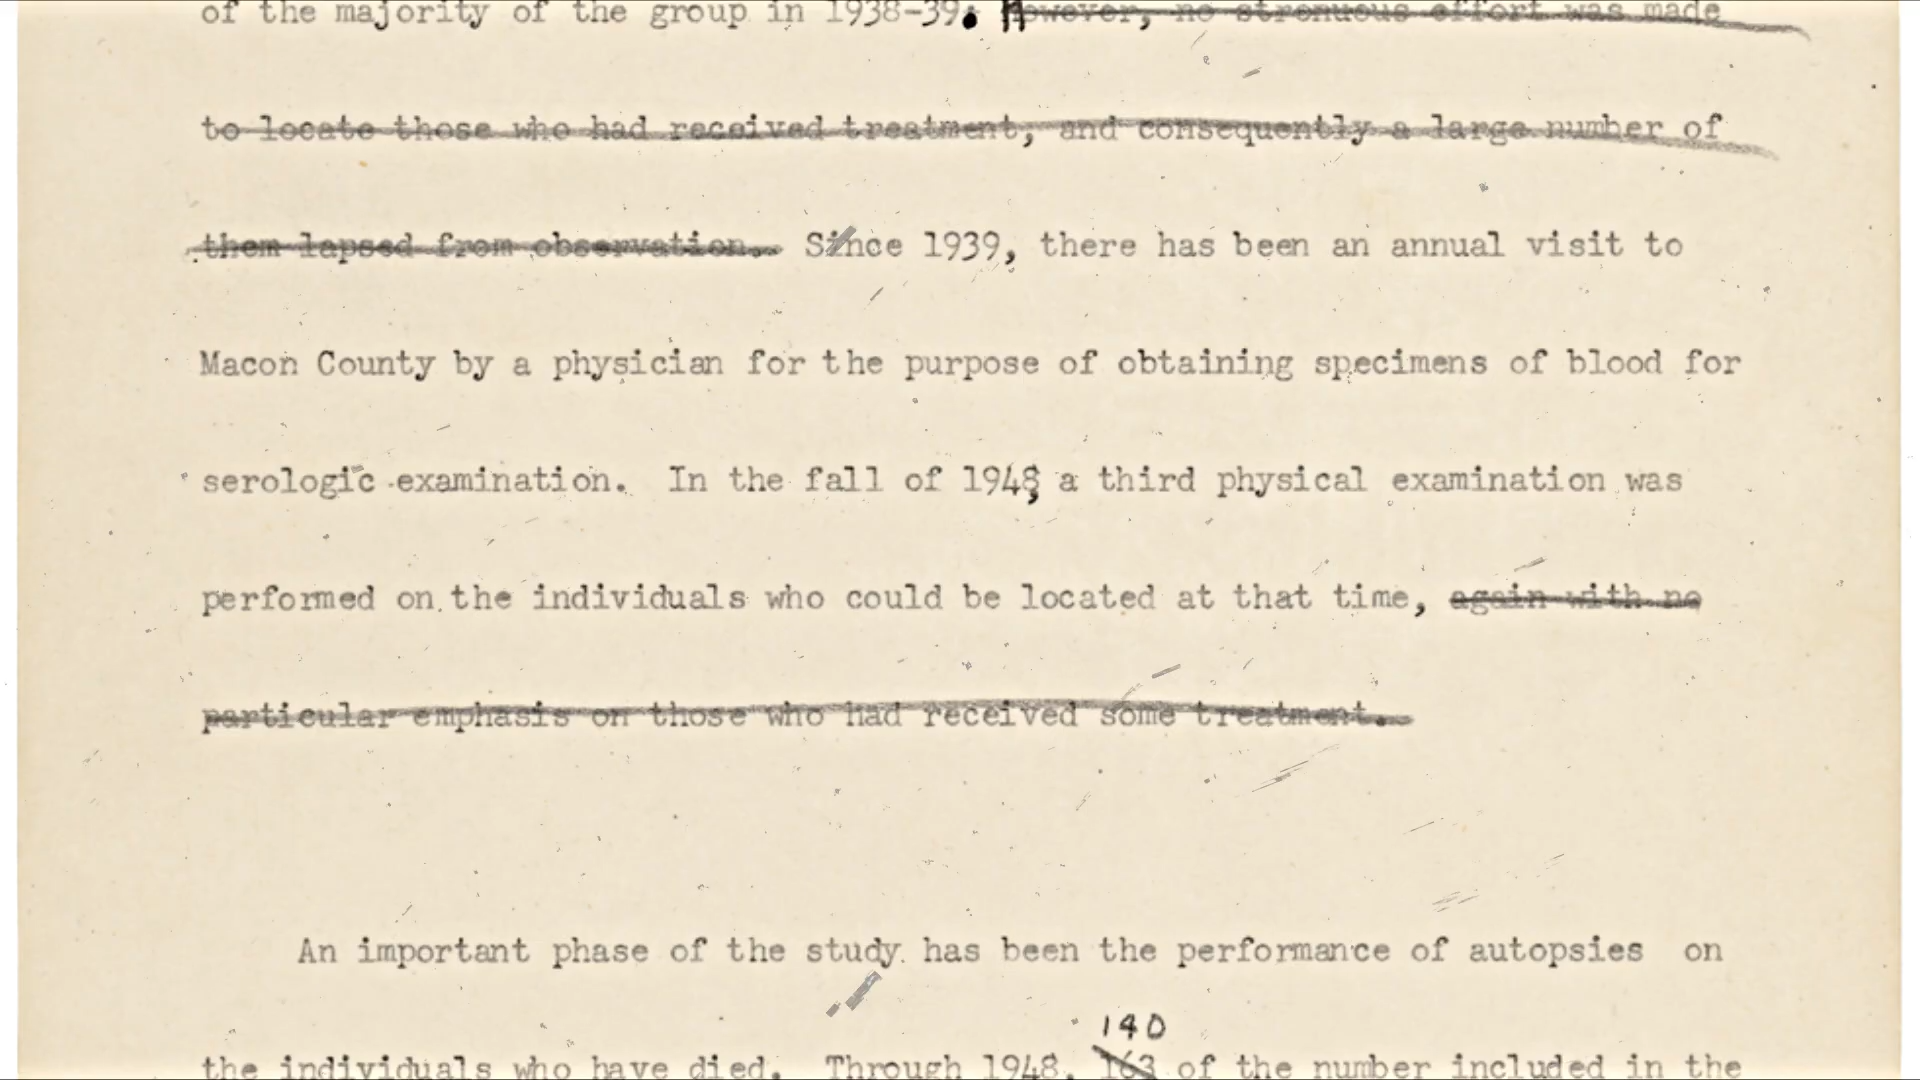 of the majority of the group in 1938-39. However, no strenuous effort was made
to locate those who had received treatment, and consequently a large number of
them lapsed from observation. Since 1939, there has been an annual visit to
Macon County by a physician for the purpose of obtaining specimens of blood for
serologic examination. In the fall of 1948, a third physical examination was
performed on the individuals who could be located at that time, again with no
particular emphasis on those who had received some treatment.
An important phase of the study has been the performance of autopsies on
140
the individuals who have died. Through 1948, 163 of the number included in the